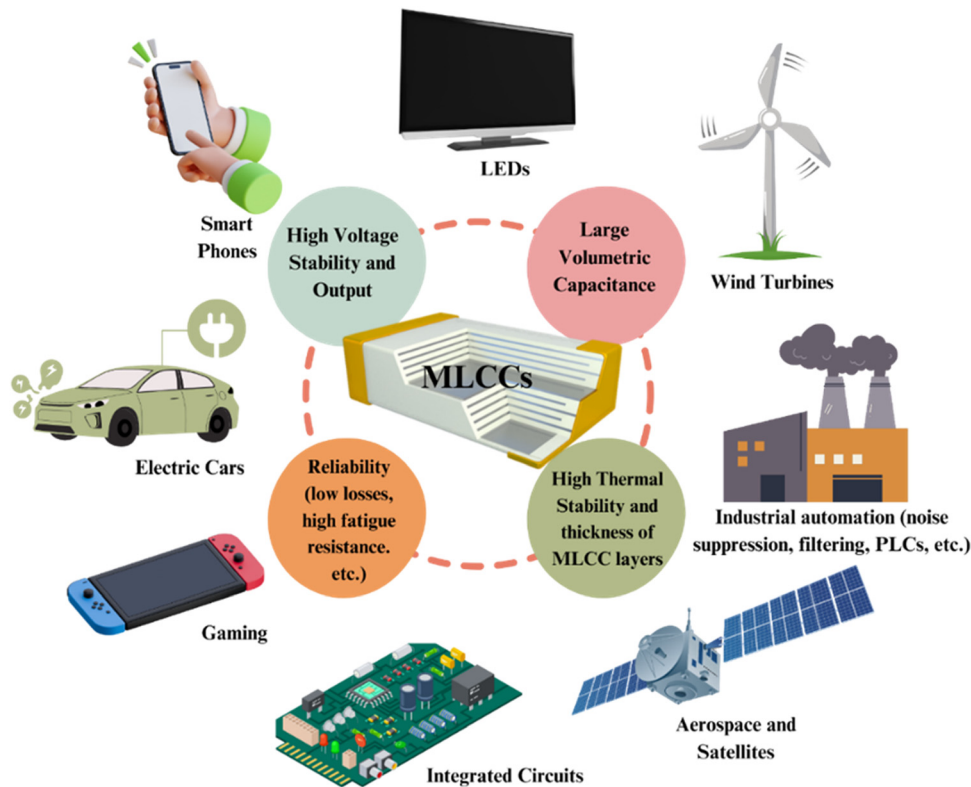 LEDs
Smart
Phones
High Voltage
Stability and
Output
Large
Volumetric
Capacitance
Wind Turbines
MLCCs
Electric Cars
Reliability
(low losses,
high fatigue
resistance.
etc.)
High Thermal
Stability and
thickness of
MLCC layers
Industrial automation (noise
suppression, filtering, PLCs, etc.)
Gaming
Aerospace and
Satellites
Integrated Circuits